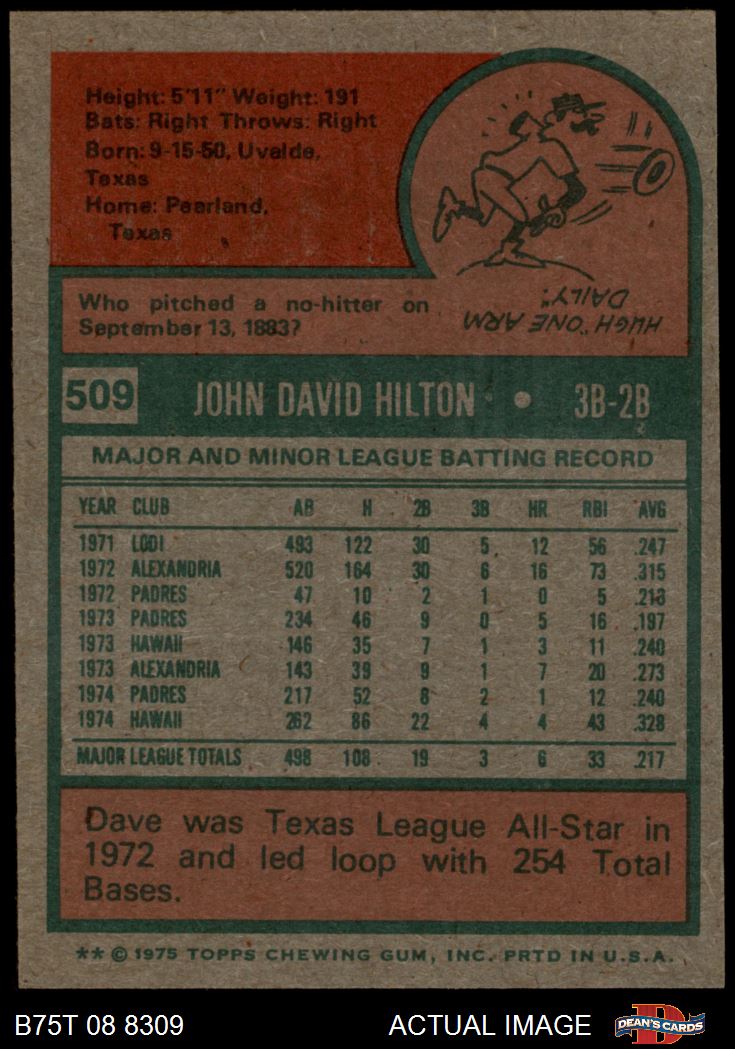 Height: 5'11" Weight: 191
Bats: Right Throws: Right
Born: 9-15-50, Uvalde,
Texas
Home: Pearland,
Texas
Who pitched a no-hitter on
September 13, 1883?
HUGH "ONE ARM
DAILY"
509 JOHN DAVID HILTON • 3B-2B
MAJOR AND MINOR LEAGUE BATTING RECORD
YEAR CLUB AB H 2B 3B HR RBI AVG
1971 LODI 493 122 30 5 12 56 .247
1972 ALEXANDRIA 520 164 30 6 16 73 .315
1972 PADRES 47 10 2 1 0 5 .213
1973 PADRES 234 46 9 0 5 16 .197
1973 HAWAII 146 35 7 1 3 11 .240
1973 ALEXANDRIA 143 39 9 1 7 20 .273
1974 PADRES 217 52 8 2 1 12 .240
1974 HAWAII 262 86 22 4 4 43 .328
MAJOR LEAGUE TOTALS 498 108 19 3 6 33 .217
Dave was Texas League All-Star in
1972 and led loop with 254 Total
Bases.
** © 1975 TOPPS CHEWING GUM, INC. PRTD IN U.S.A.
B75T 08 8309 ACTUAL IMAGE DEAN'S CARDS